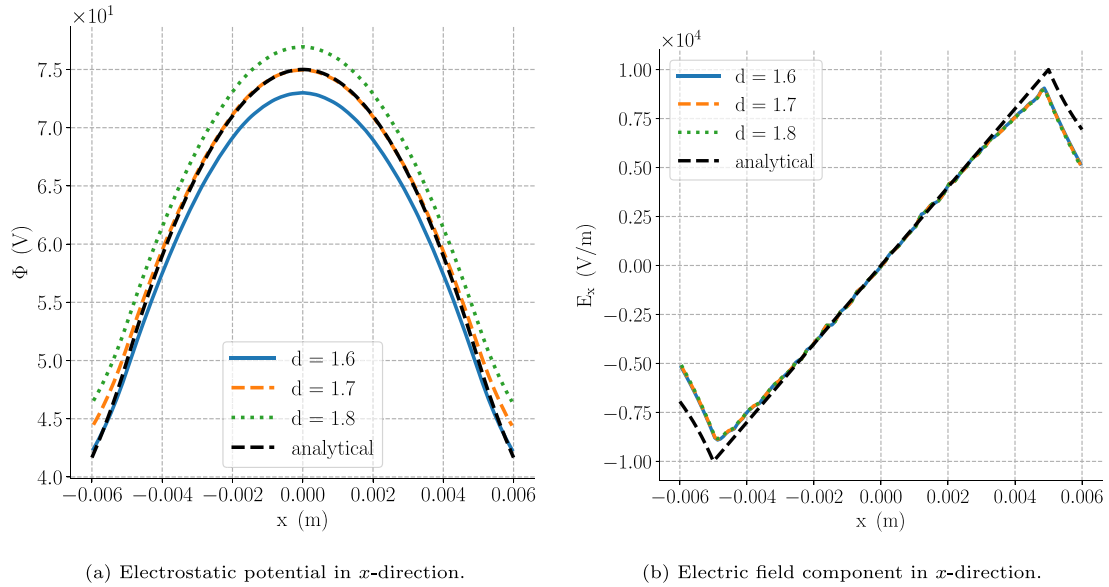 ×10¹
7.5
7.0
6.5
6.0
5.5
5.0
4.5
4.0
Φ (V)
d = 1.6
d = 1.7
d = 1.8
analytical
−0.006 −0.004 −0.002 0.000 0.002 0.004 0.006
x (m)
(a) Electrostatic potential in x-direction.
×10⁴
1.00
0.75
0.50
0.25
0.00
−0.25
−0.50
−0.75
−1.00
Eₓ (V/m)
d = 1.6
d = 1.7
d = 1.8
analytical
−0.006 −0.004 −0.002 0.000 0.002 0.004 0.006
x (m)
(b) Electric field component in x-direction.